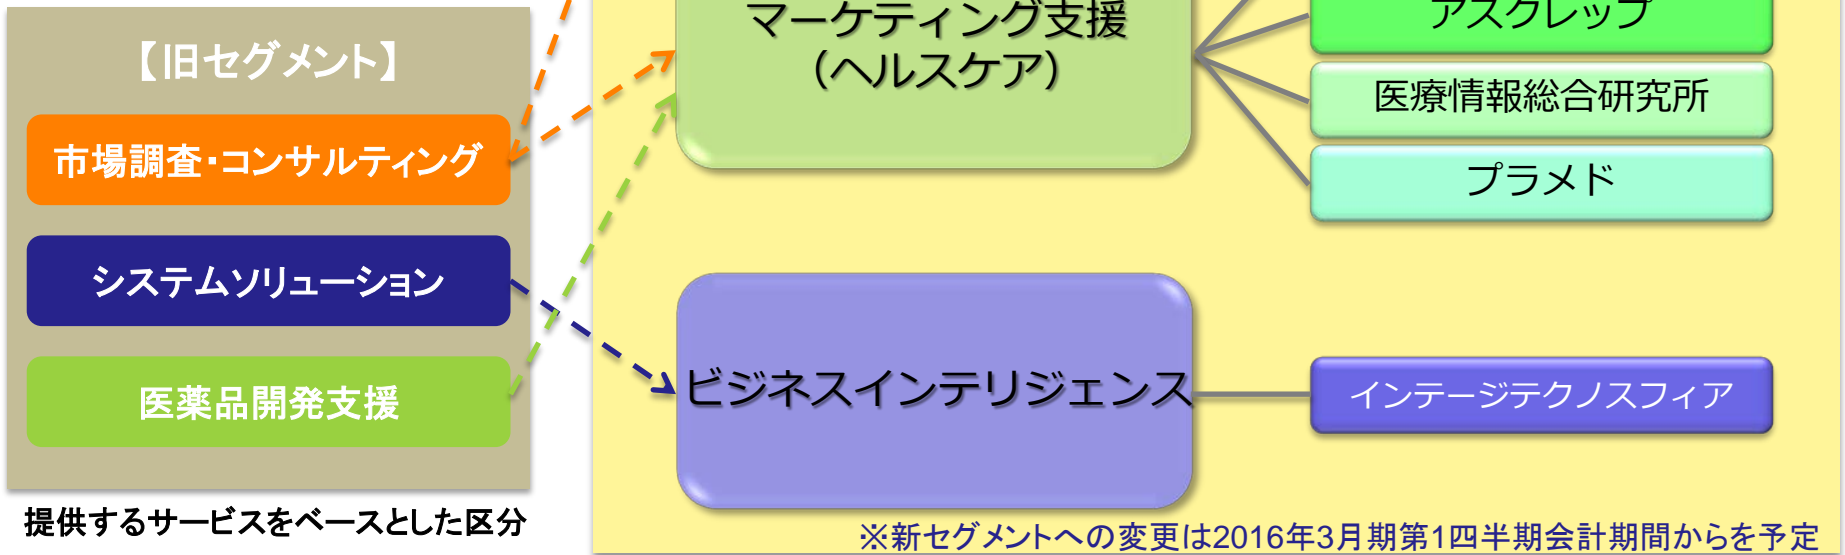 【旧セグメント】
市場調査・コンサルティング
システムソリューション
医薬品開発支援
提供するサービスをベースとした区分
マーケティング支援
（ヘルスケア）
ビジネスインテリジェンス
アスクレップ
医療情報総合研究所
プラメド
インテージテクノスフィア
※新セグメントへの変更は2016年3月期第1四半期会計期間からを予定